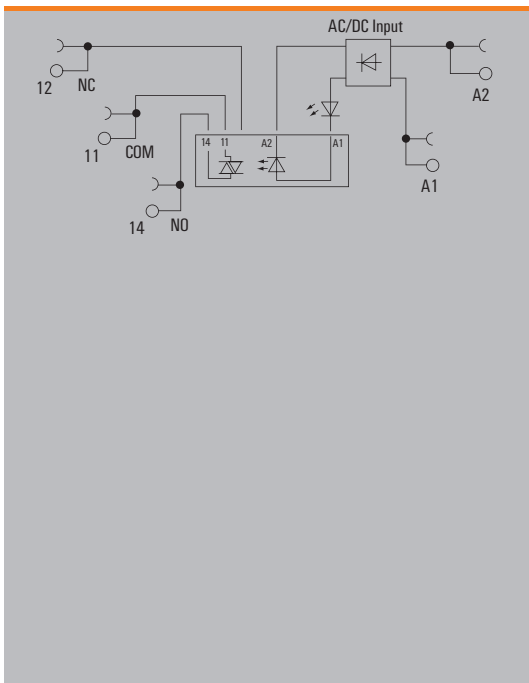 AC/DC Input
12 NC
A2
11 COM
14 11 A2 A1
A1
14 NO